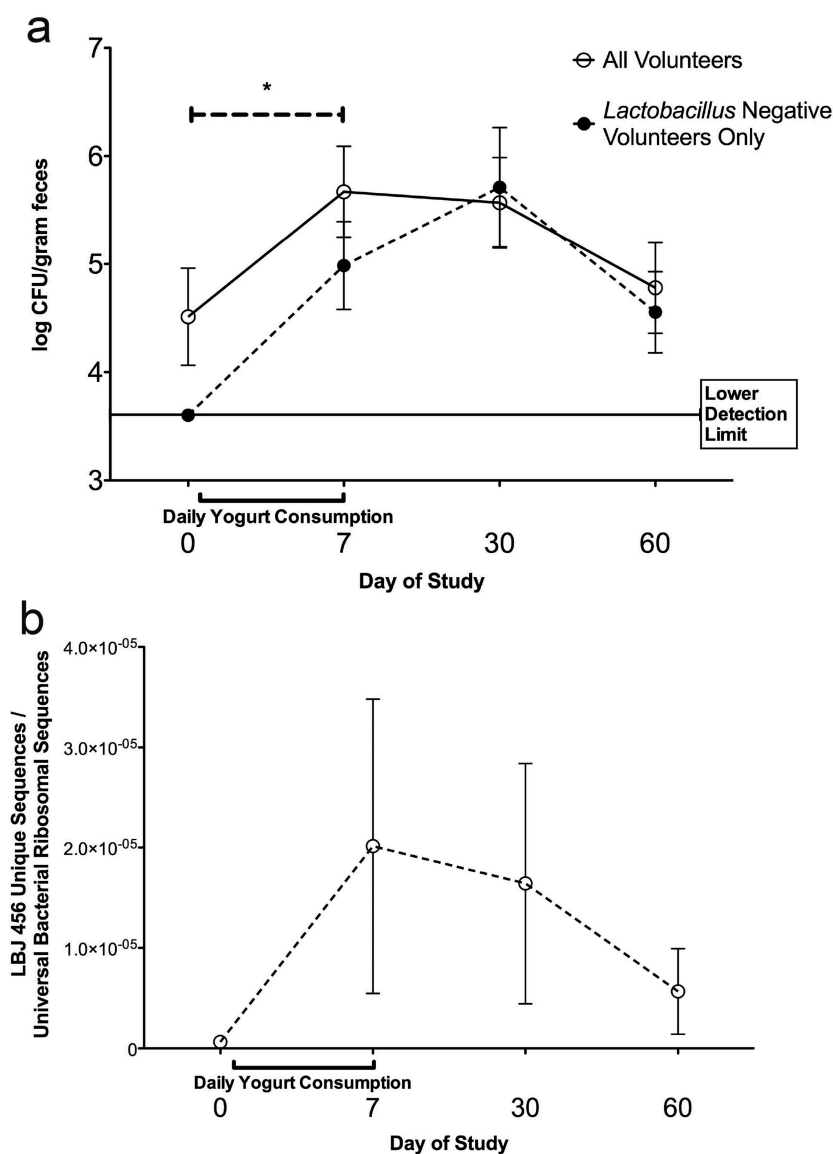 a
7
6
5
4
3
log CFU/gram feces
*
All Volunteers
Lactobacillus Negative
Volunteers Only
Lower
Detection
Limit
Daily Yogurt Consumption
0 7 30 60
Day of Study
b
4.0×10-05
3.0×10-05
2.0×10-05
1.0×10-05
0
LBJ 456 Unique Sequences /
Universal Bacterial Ribosomal Sequences
Daily Yogurt Consumption
0 7 30 60
Day of Study